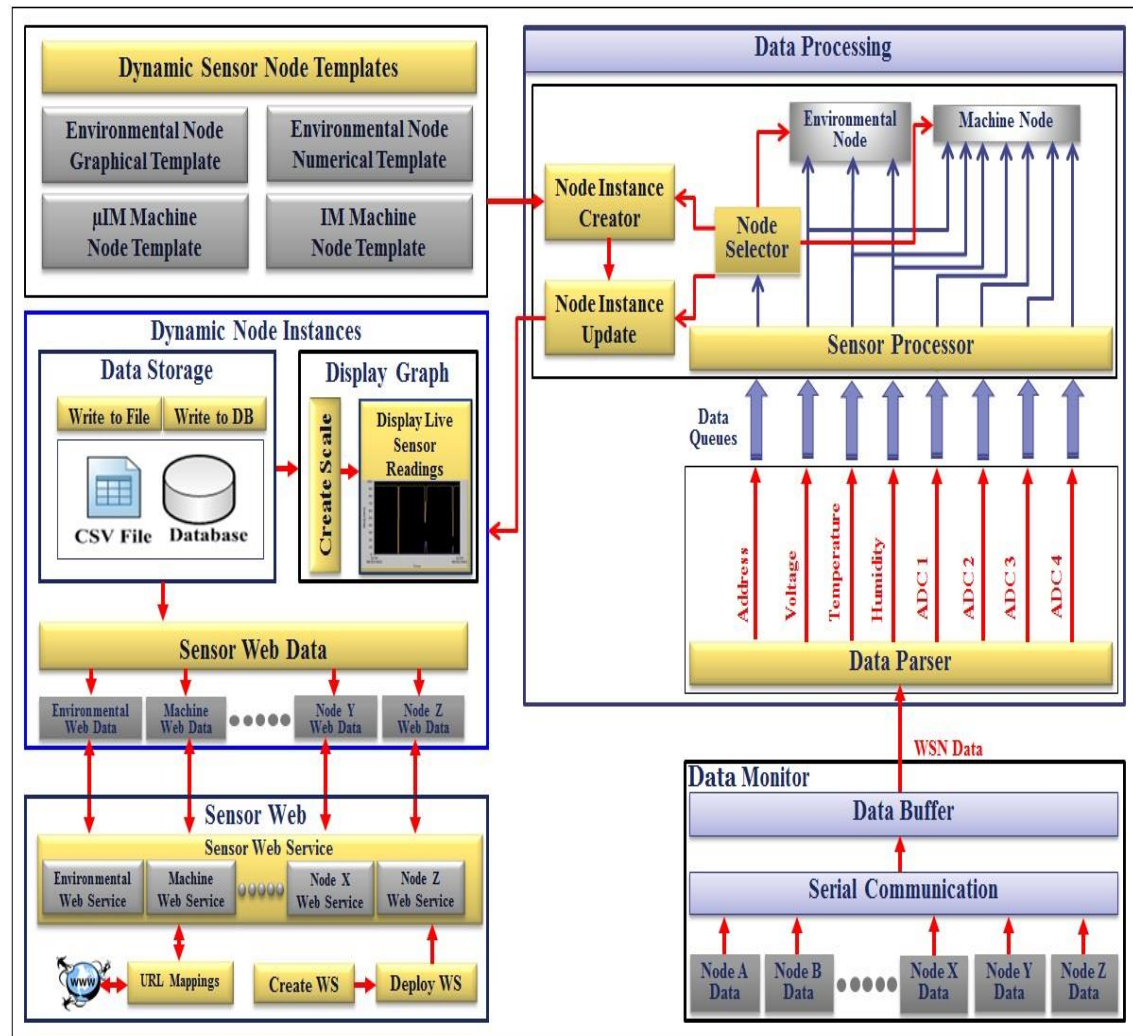 Dynamic Sensor Node Templates
Environmental Node
Graphical Template
Environmental Node
Numerical Template
µIM Machine
Node Template
IM Machine
Node Template
Data Processing
Environmental
Node
Machine Node
Node Instance
Creator
Node
Selector
Node Instance
Update
Sensor Processor
Data
Queues
Address
Voltage
Temperature
Humidity
ADC 1
ADC 2
ADC 3
ADC 4
Data Parser
WSN Data
Data Monitor
Data Buffer
Serial Communication
Node A
Data
Node B
Data
Node X
Data
Node Y
Data
Node Z
Data
Dynamic Node Instances
Data Storage
Write to File
Write to DB
CSV File
Database
Display Graph
Create Scale
Display Live
Sensor
Readings
Sensor Web Data
Environmental
Web Data
Machine
Web Data
Node Y
Web Data
Node Z
Web Data
Sensor Web
Sensor Web Service
Environmental
Web Service
Machine
Web Service
Node X
Web Service
Node Z
Web Service
WWW
URL Mappings
Create WS
Deploy WS